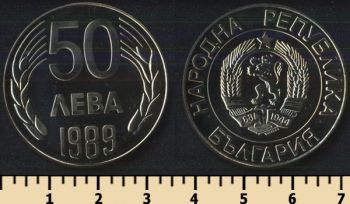 50
ЛЕВА
1989
НАРОДНА РЕПУБЛИКА
681 1944
БЪЛГАРИЯ
1 2 3 4 5 6 7